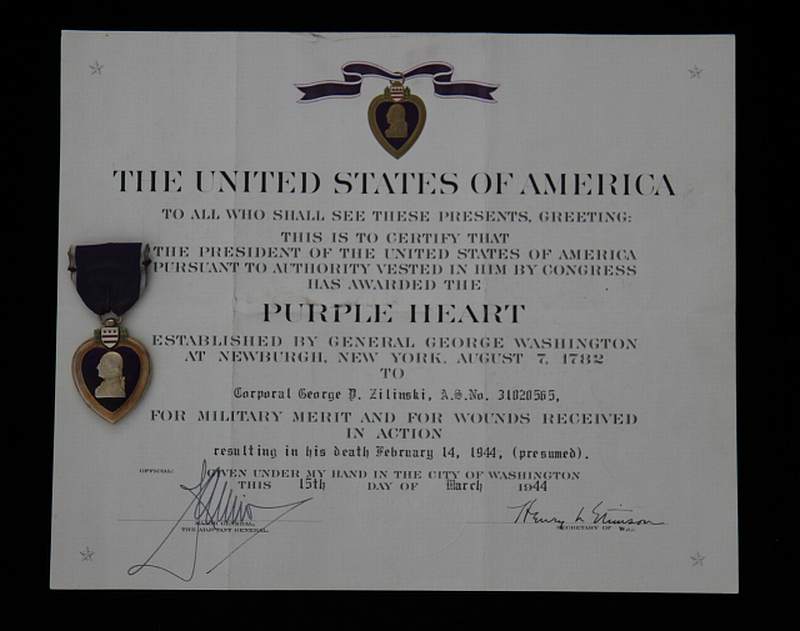 THE UNITED STATES OF AMERICA
TO ALL WHO SHALL SEE THESE PRESENTS, GREETING:
THIS IS TO CERTIFY THAT
THE PRESIDENT OF THE UNITED STATES OF AMERICA
PURSUANT TO AUTHORITY VESTED IN HIM BY CONGRESS
HAS AWARDED THE
PURPLE HEART
ESTABLISHED BY GENERAL GEORGE WASHINGTON
AT NEWBURGH, NEW YORK, AUGUST 7, 1782
TO
Corporal George P. Zilinski, A.S.No. 31020565,
FOR MILITARY MERIT AND FOR WOUNDS RECEIVED
IN ACTION
resulting in his death February 14, 1944, (presumed).
OFFICIAL: GIVEN UNDER MY HAND IN THE CITY OF WASHINGTON
THIS 15th DAY OF March 1944
Henry L Stimson
MAJOR GENERAL, SECRETARY OF
THE ADJUTANT GENERAL